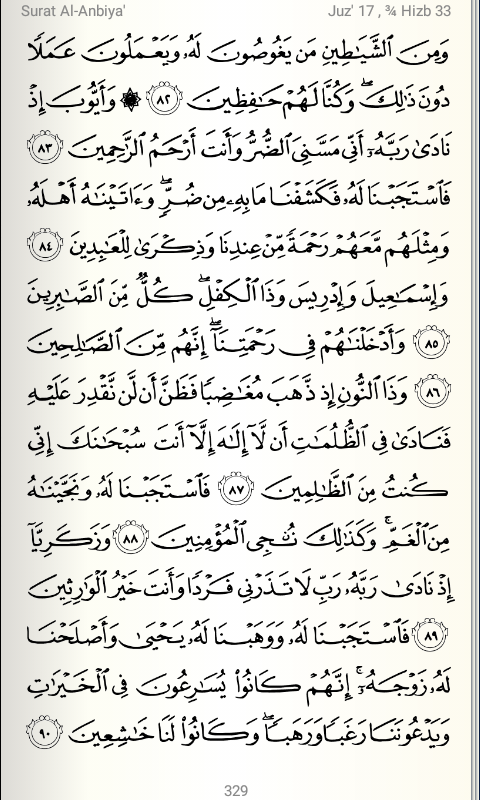 Surat Al-Anbiya' Juz' 17 , ¾ Hizb 33
وَمِنَ ٱلشَّيَٰطِينِ مَن يَغُوصُونَ لَهُۥ وَيَعْمَلُونَ عَمَلًا
دُونَ ذَٰلِكَ ۖ وَكُنَّا لَهُمْ حَٰفِظِينَ ٨٢ ۞ وَأَيُّوبَ إِذْ
نَادَىٰ رَبَّهُۥٓ أَنِّى مَسَّنِىَ ٱلضُّرُّ وَأَنتَ أَرْحَمُ ٱلرَّٰحِمِينَ ٨٣
فَٱسْتَجَبْنَا لَهُۥ فَكَشَفْنَا مَا بِهِۦ مِن ضُرٍّ ۖ وَءَاتَيْنَٰهُ أَهْلَهُۥ
وَمِثْلَهُم مَّعَهُمْ رَحْمَةً مِّنْ عِندِنَا وَذِكْرَىٰ لِلْعَٰبِدِينَ ٨٤
وَإِسْمَٰعِيلَ وَإِدْرِيسَ وَذَا ٱلْكِفْلِ ۖ كُلٌّ مِّنَ ٱلصَّٰبِرِينَ
٨٥ وَأَدْخَلْنَٰهُمْ فِى رَحْمَتِنَآ ۖ إِنَّهُم مِّنَ ٱلصَّٰلِحِينَ
٨٦ وَذَا ٱلنُّونِ إِذ ذَّهَبَ مُغَٰضِبًا فَظَنَّ أَن لَّن نَّقْدِرَ عَلَيْهِ
فَنَادَىٰ فِى ٱلظُّلُمَٰتِ أَن لَّآ إِلَٰهَ إِلَّآ أَنتَ سُبْحَٰنَكَ إِنِّى
كُنتُ مِنَ ٱلظَّٰلِمِينَ ٨٧ فَٱسْتَجَبْنَا لَهُۥ وَنَجَّيْنَٰهُ
مِنَ ٱلْغَمِّ ۚ وَكَذَٰلِكَ نُۨجِى ٱلْمُؤْمِنِينَ ٨٨ وَزَكَرِيَّآ
إِذْ نَادَىٰ رَبَّهُۥ رَبِّ لَا تَذَرْنِى فَرْدًا وَأَنتَ خَيْرُ ٱلْوَٰرِثِينَ
٨٩ فَٱسْتَجَبْنَا لَهُۥ وَوَهَبْنَا لَهُۥ يَحْيَىٰ وَأَصْلَحْنَا
لَهُۥ زَوْجَهُۥٓ ۚ إِنَّهُمْ كَانُوا۟ يُسَٰرِعُونَ فِى ٱلْخَيْرَٰتِ
وَيَدْعُونَنَا رَغَبًا وَرَهَبًا ۖ وَكَانُوا۟ لَنَا خَٰشِعِينَ ٩٠
329